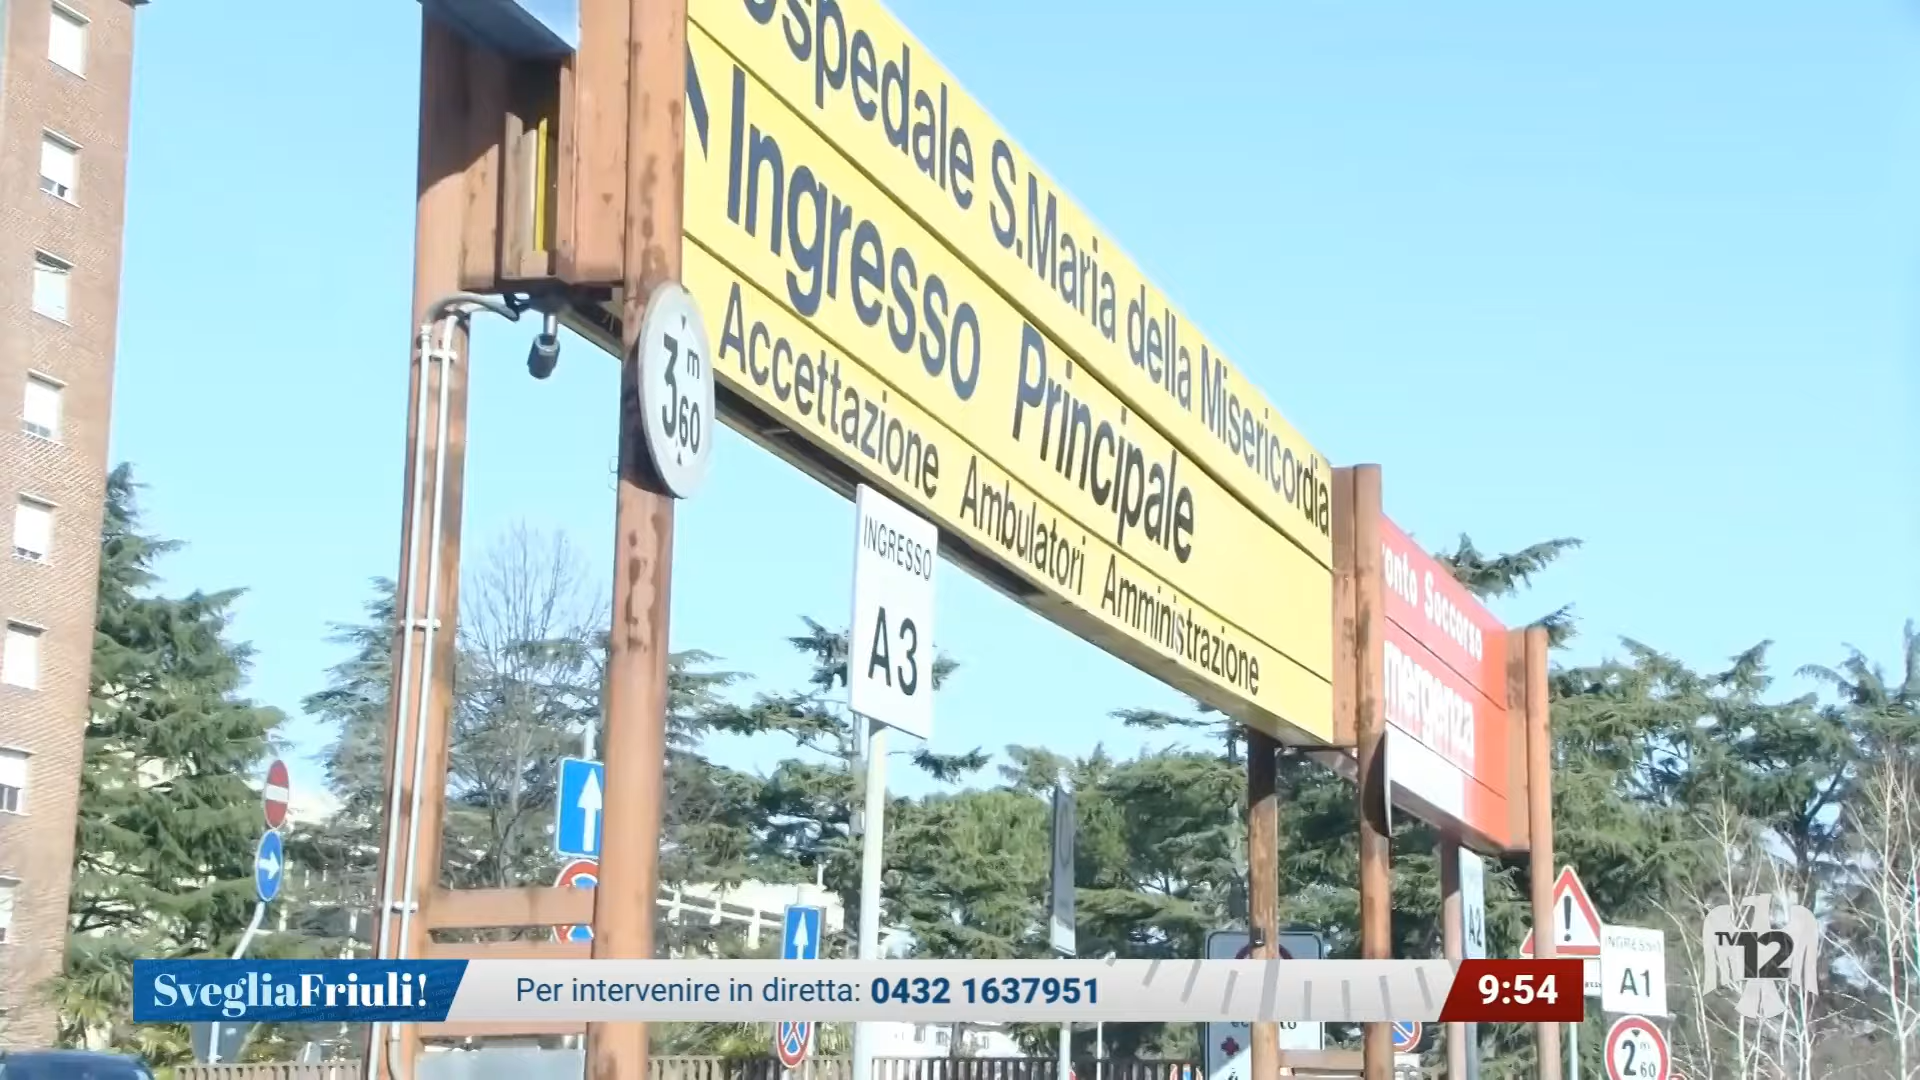 Ospedale S.Maria della Misericordia
Ingresso Principale
Accettazione Ambulatori Amministrazione
3 m 60
INGRESSO
A3
onto Soccorso
mergenza
A2
INGRESSO
A1
2 m 60
TV12
SvegliaFriuli!
Per intervenire in diretta: 0432 1637951
9:54